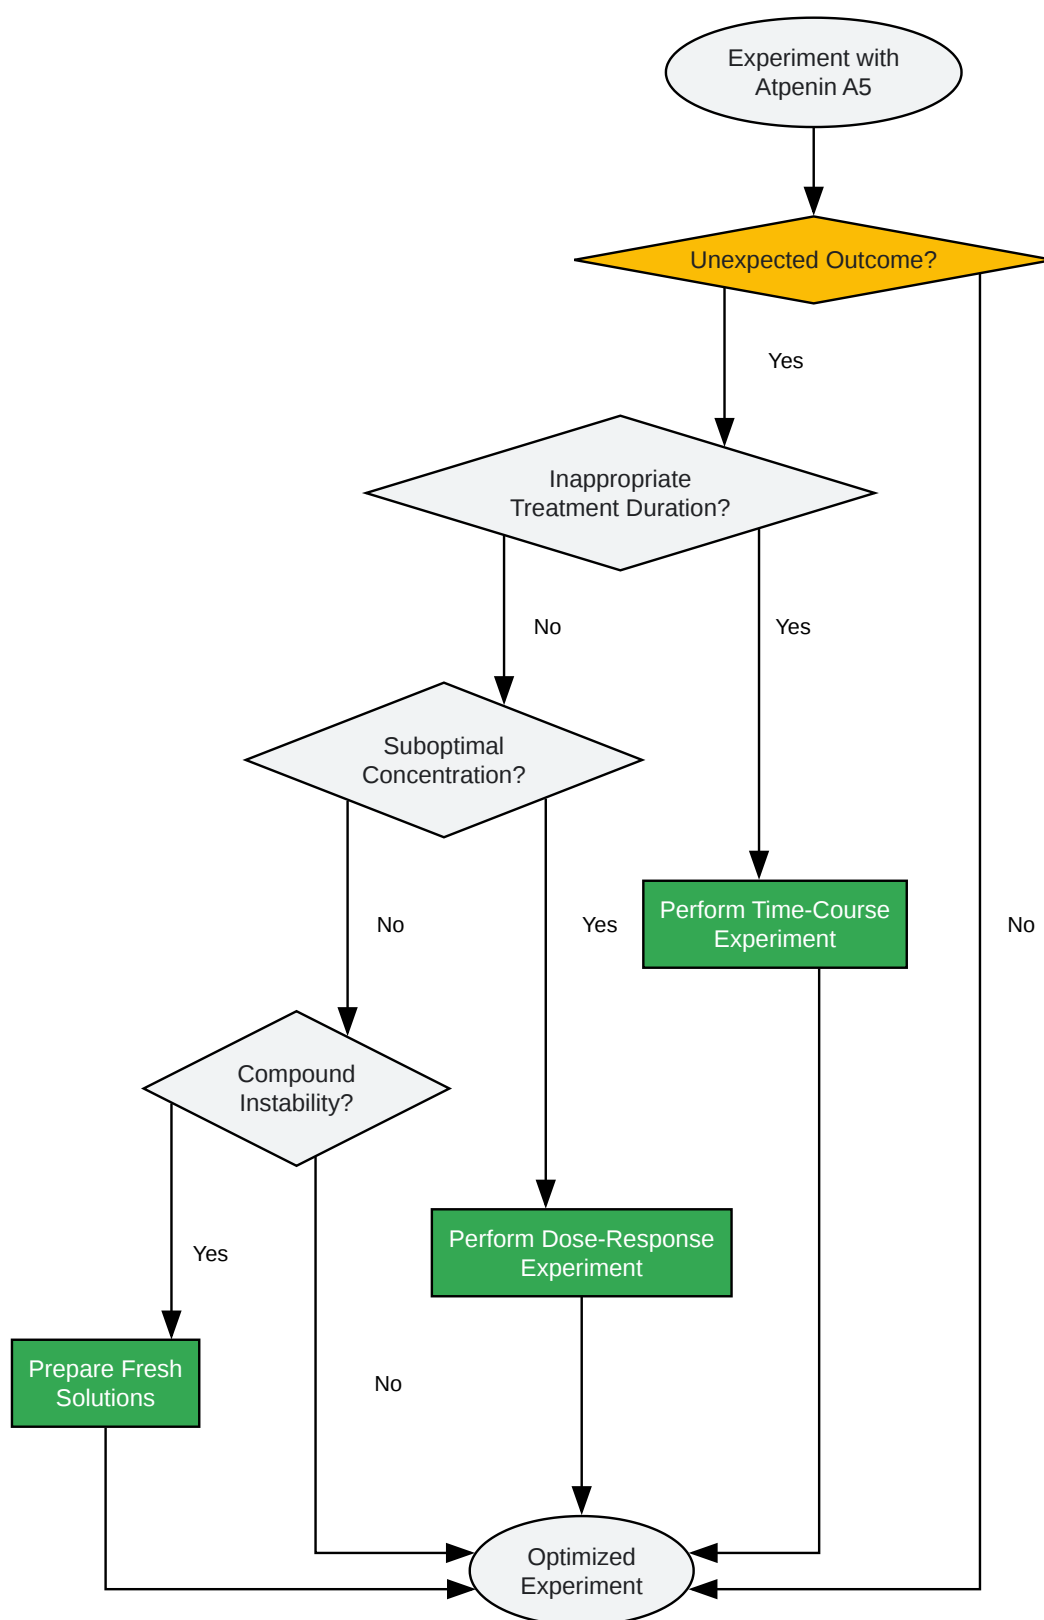 Experiment with
Atpenin A5
Unexpected Outcome?
Yes
Inappropriate
Treatment Duration?
No
Yes
Suboptimal
Concentration?
Perform Time-Course
Experiment
No
Yes
No
Compound
Instability?
Perform Dose-Response
Experiment
Yes
Prepare Fresh
Solutions
No
Optimized
Experiment